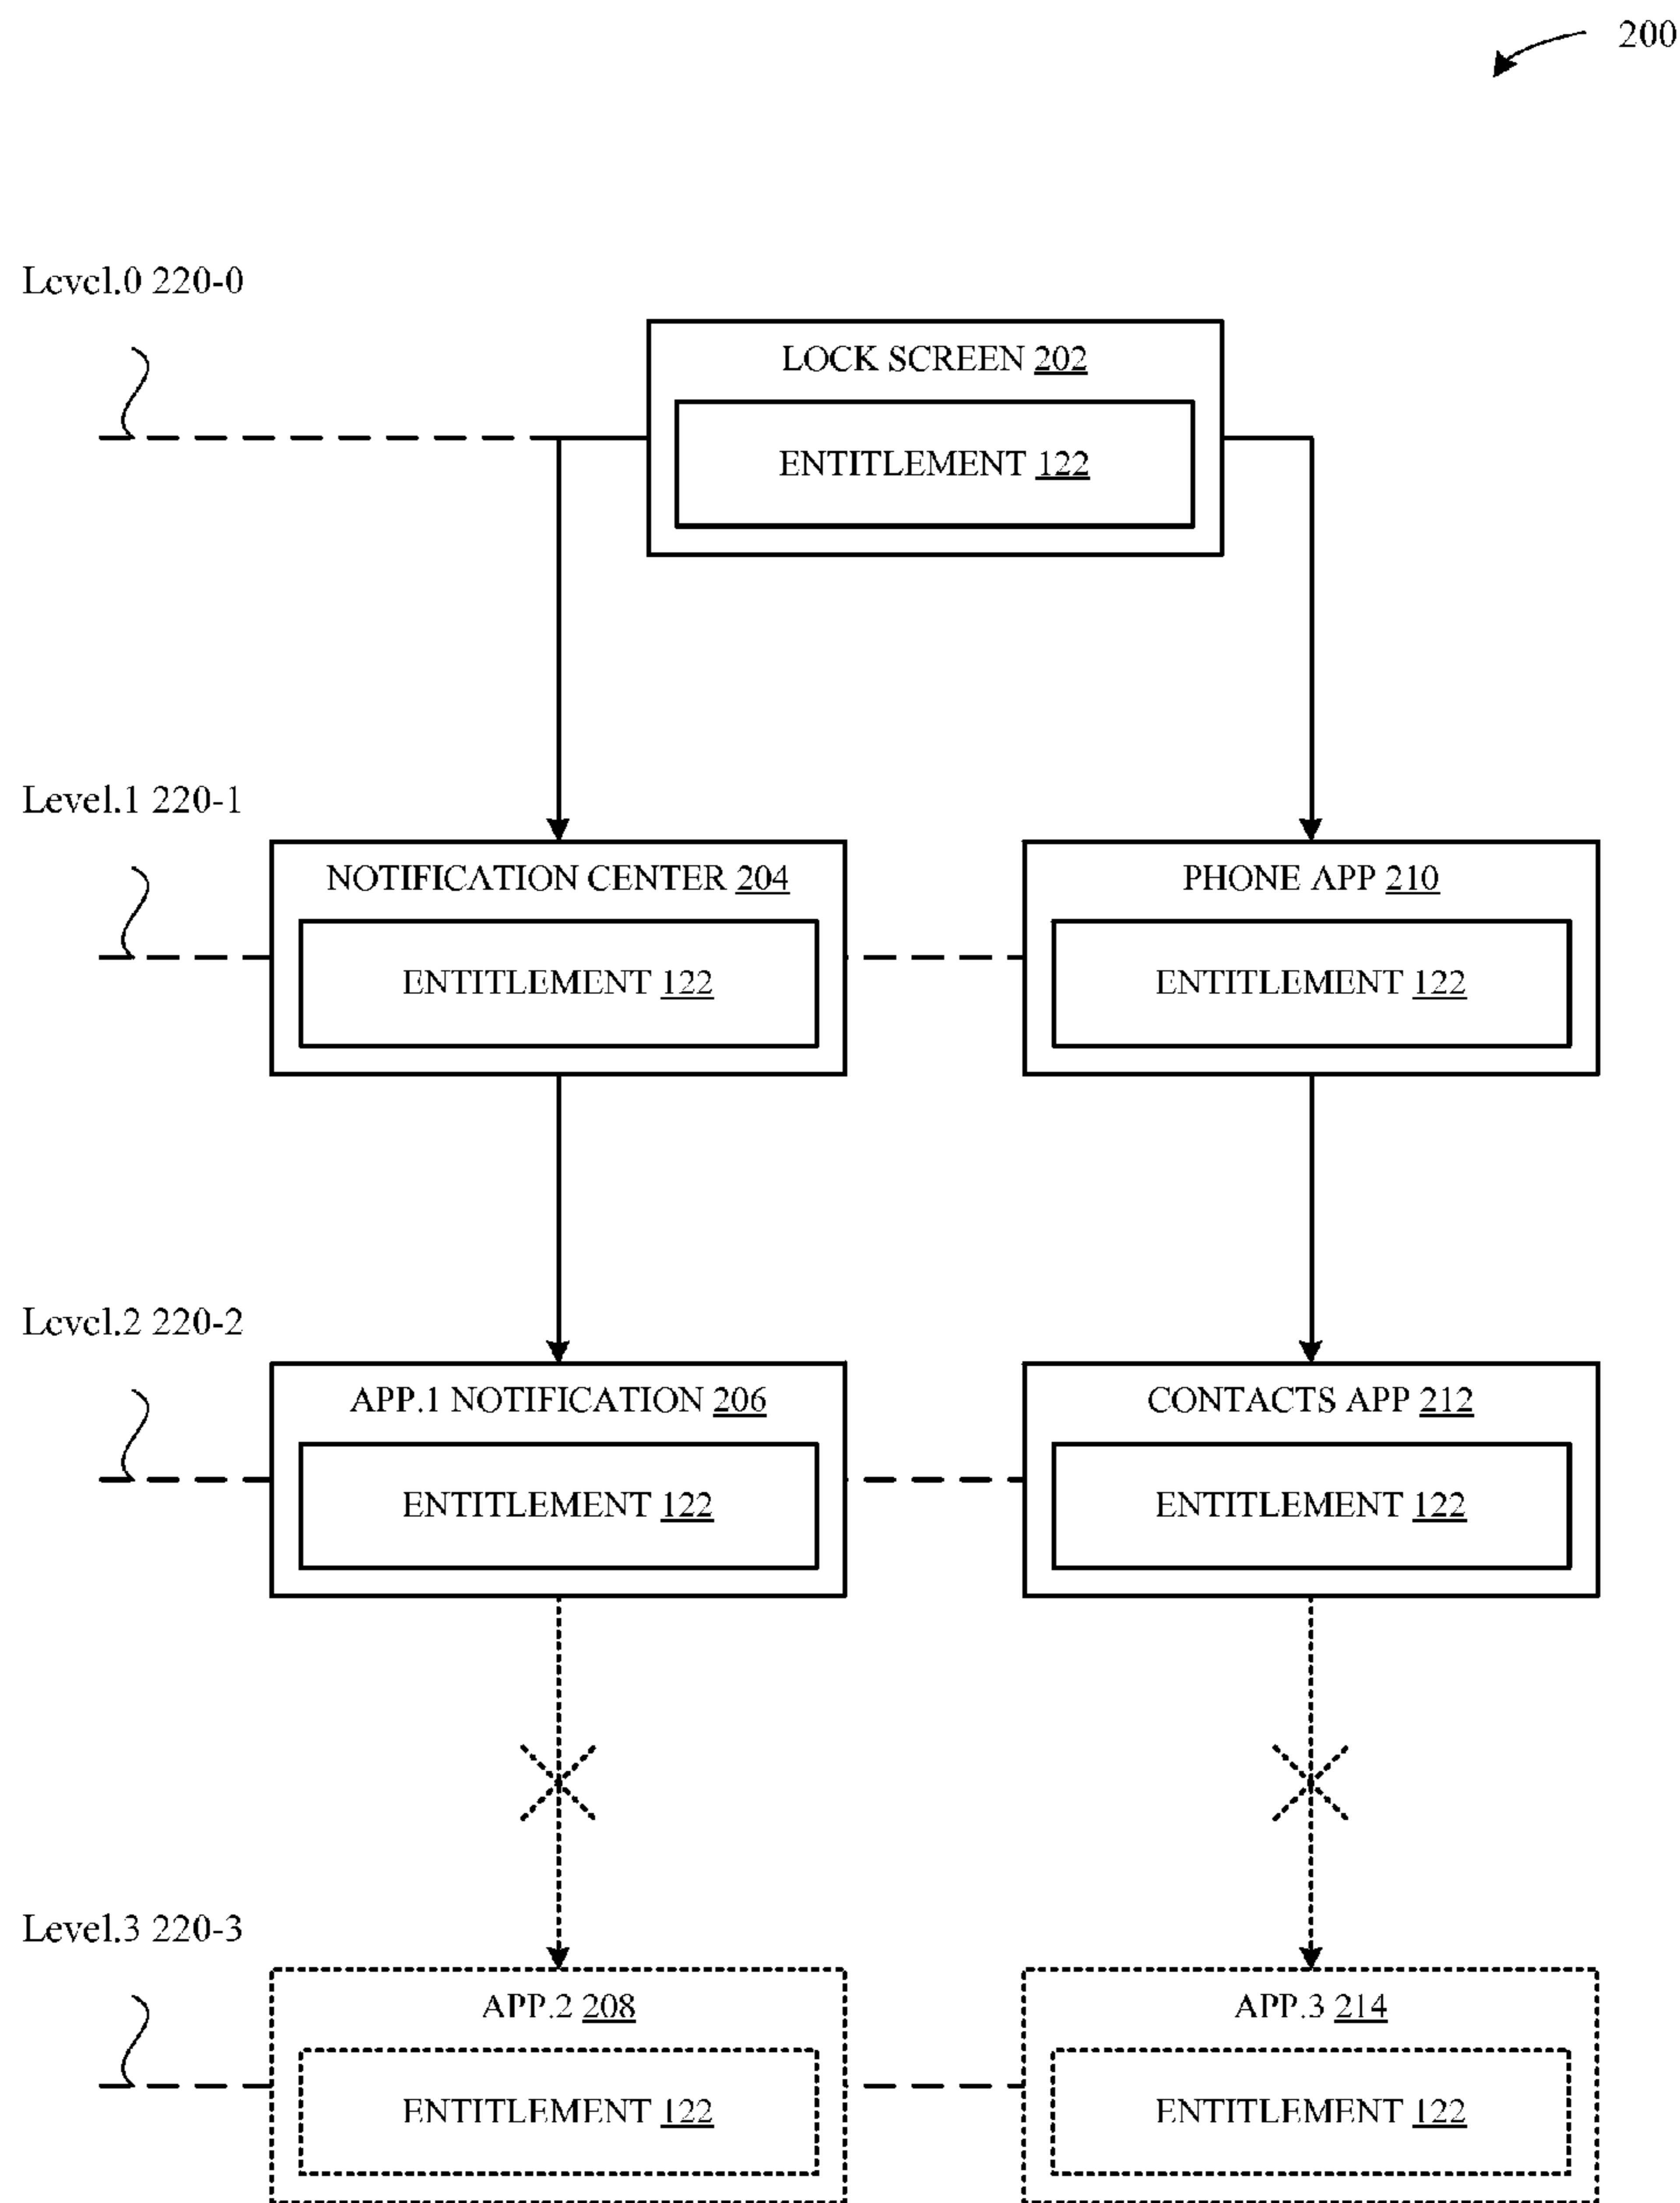 200
Level.0 220-0
LOCK SCREEN 202
ENTITLEMENT 122
Level.1 220-1
NOTIFICATION CENTER 204
PHONE APP 210
ENTITLEMENT 122
ENTITLEMENT 122
Level.2 220-2
APP.1 NOTIFICATION 206
CONTACTS APP 212
ENTITLEMENT 122
ENTITLEMENT 122
Level.3 220-3
APP.2 208
APP.3 214
ENTITLEMENT 122
ENTITLEMENT 122